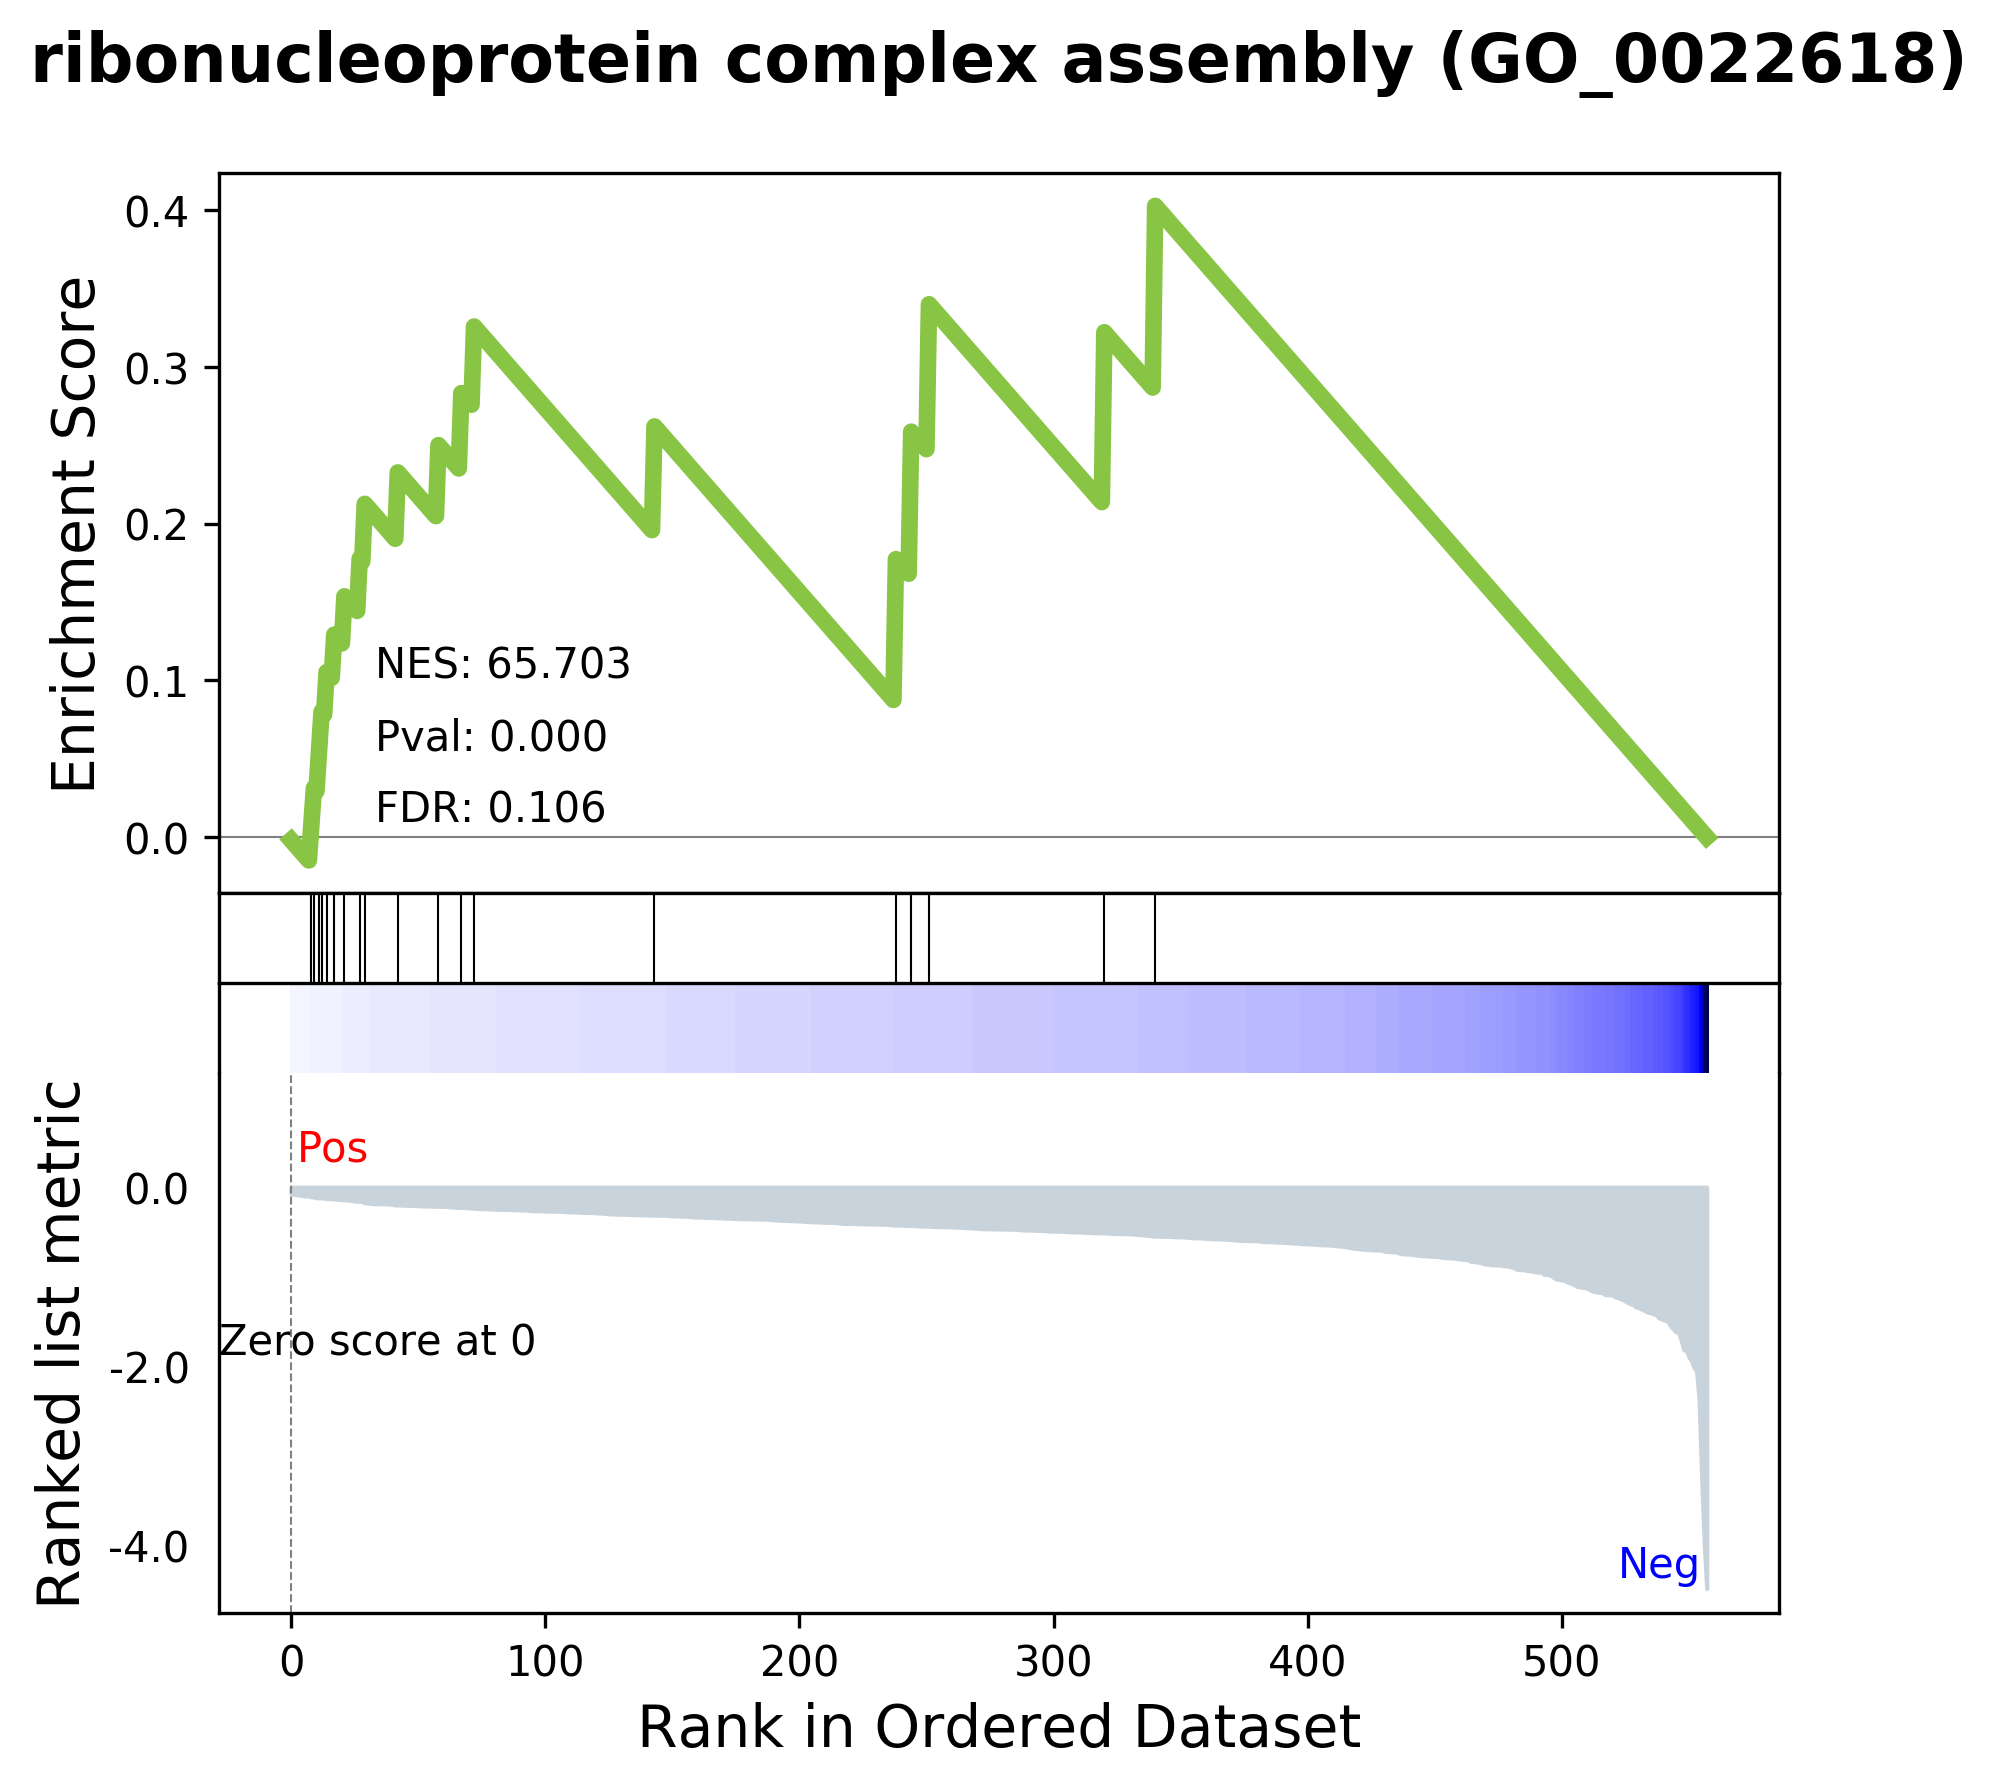 ribonucleoprotein complex assembly (GO_0022618)
0.4
0.3
0.2
0.1
0.0
Enrichment Score
NES: 65.703
Pval: 0.000
FDR: 0.106
Ranked list metric
Pos
0.0
Zero score at 0
-2.0
-4.0
Neg
0 100 200 300 400 500
Rank in Ordered Dataset